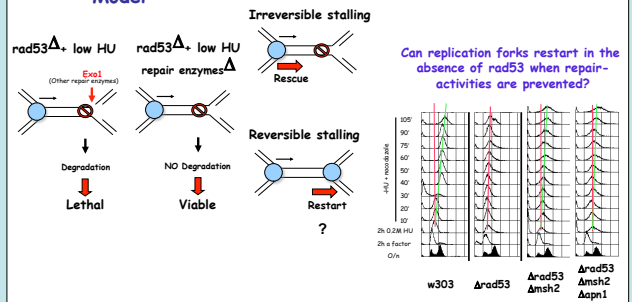 Model
rad53Δ+ low HU
Exo1
(Other repair enzymes)
Degradation
Lethal
rad53Δ+ low HU
repair enzymesΔ
NO Degradation
Viable
Irreversible stalling
Rescue
Reversible stalling
Restart
?
Can replication forks restart in the
absence of rad53 when repair-
activities are prevented?
-HU + nocodazole
105'
90'
75'
60'
50'
40'
30'
20'
10'
2h 0.2M HU
2h a factor
O/n
w303
Δrad53
Δrad53
Δmsh2
Δrad53
Δmsh2
Δapn1